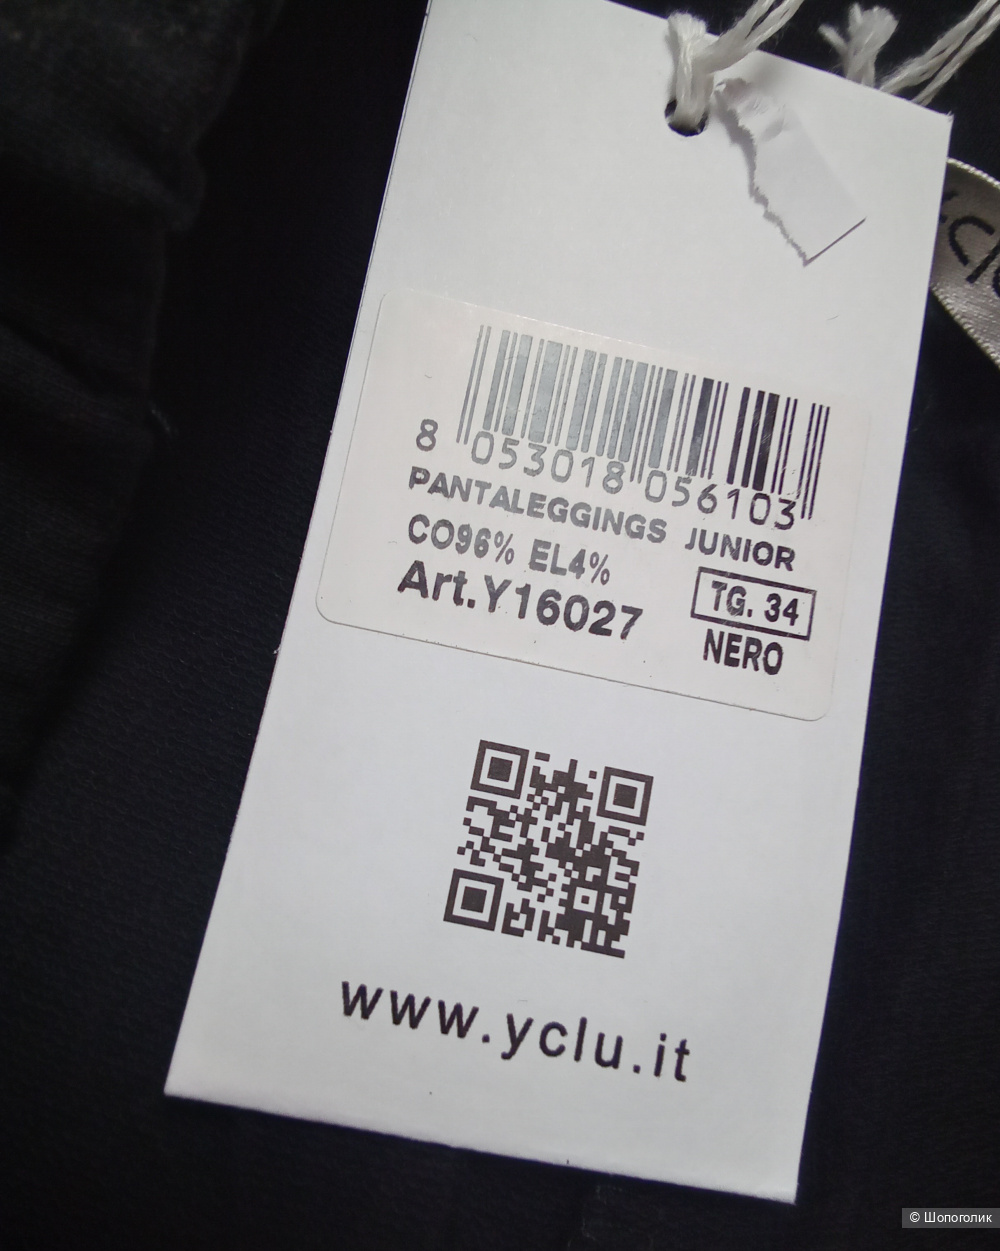 8 053018 056103
PANTALEGGINGS JUNIOR
CO96% EL4%
Art.Y16027
TG. 34
NERO
www.yclu.it
© Шопоголик